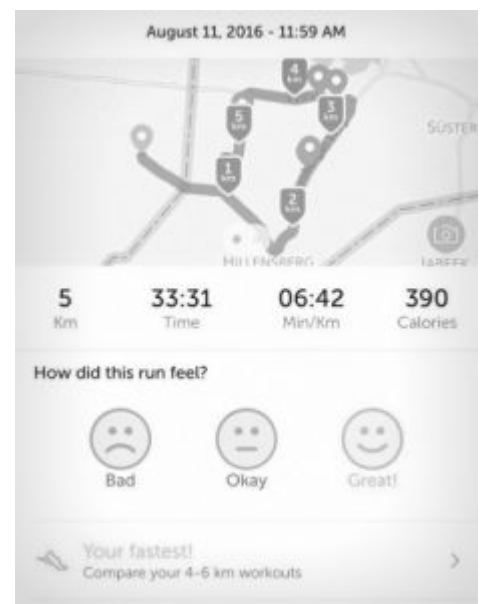 August 11, 2016 - 11:59 AM
4
km
3
km
5
km
SÜSTER
1
km
2
km
HILLENSBERG
JABEEK
5 33:31 06:42 390
Km Time Min/Km Calories
How did this run feel?
Bad Okay Great!
Your fastest!
Compare your 4-6 km workouts